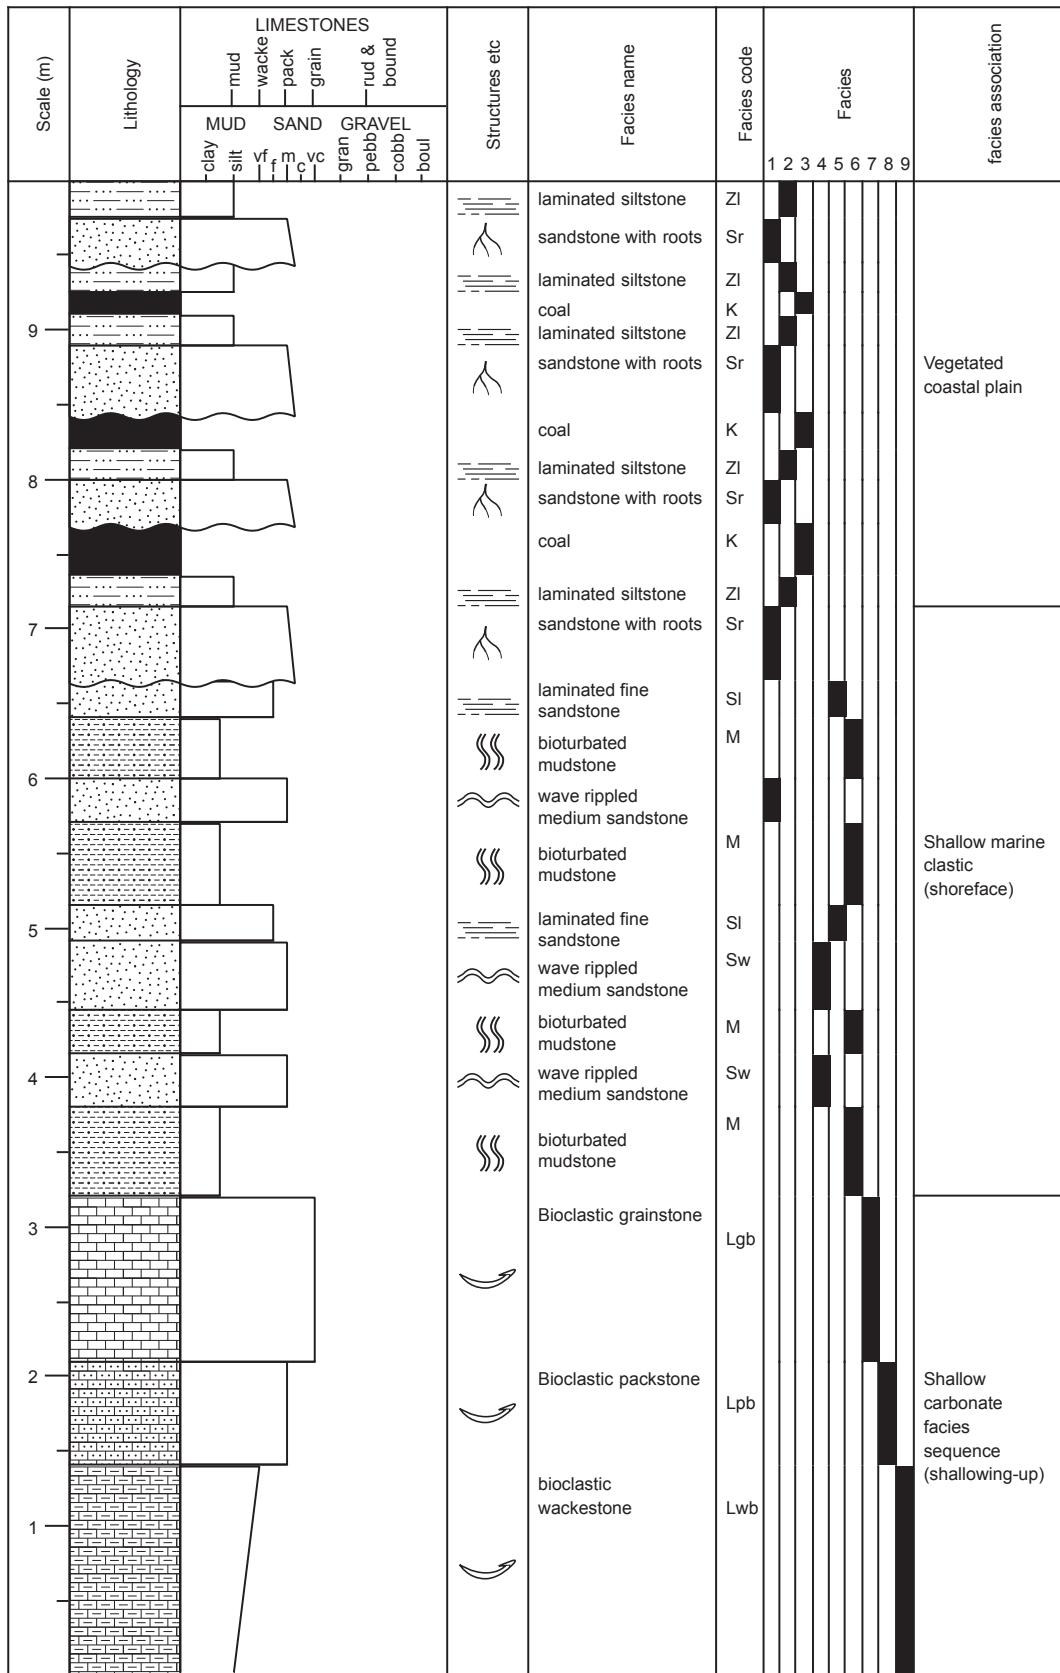 LIMESTONES
mud
wacke
pack
grain
rud &
bound
Scale (m)
Lithology
MUD SAND GRAVEL
clay
silt
vf
f
m
c
vc
gran
pebb
cobb
boul
Structures etc
Facies name
Facies code
Facies
1 2 3 4 5 6 7 8 9
facies association
laminated siltstone Zl
sandstone with roots Sr
laminated siltstone Zl
coal K
9
laminated siltstone Zl
sandstone with roots Sr
Vegetated
coastal plain
coal K
laminated siltstone Zl
8
sandstone with roots Sr
coal K
laminated siltstone Zl
7
sandstone with roots Sr
laminated fine
sandstone
Sl
bioturbated
mudstone
M
6
wave rippled
medium sandstone
bioturbated
mudstone
M
Shallow marine
clastic
(shoreface)
5
laminated fine
sandstone
Sl
wave rippled
medium sandstone
Sw
bioturbated
mudstone
M
4
wave rippled
medium sandstone
Sw
bioturbated
mudstone
M
3
Bioclastic grainstone
Lgb
2
Bioclastic packstone
Lpb
Shallow
carbonate
facies
sequence
(shallowing-up)
bioclastic
wackestone
Lwb
1